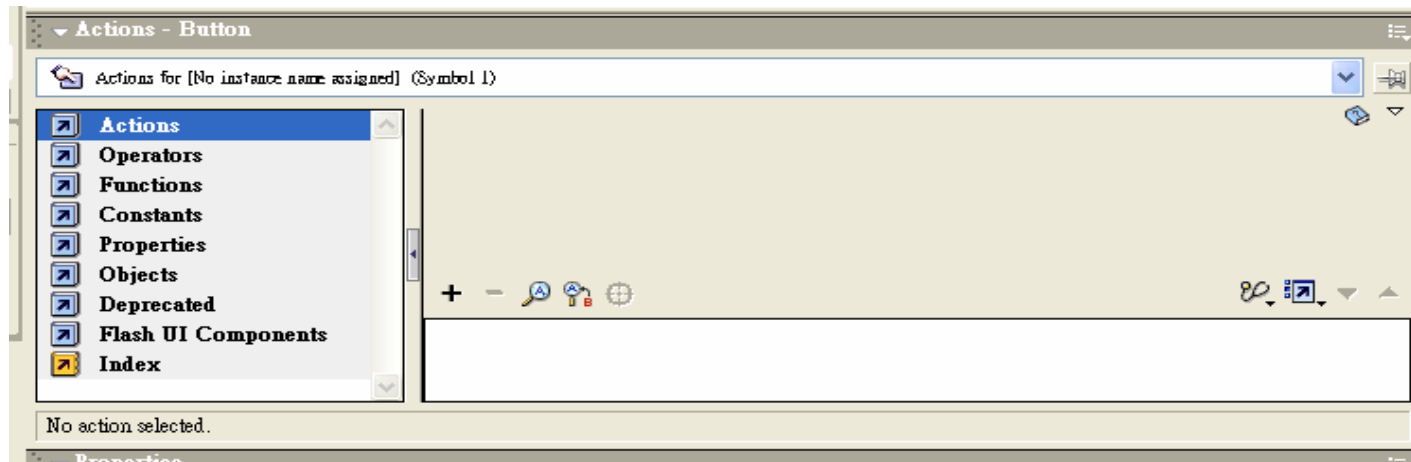 Actions - Button
Actions for [No instance name assigned] (Symbol 1)
Actions
Operators
Functions
Constants
Properties
Objects
Deprecated
Flash UI Components
Index
No action selected.
Properties